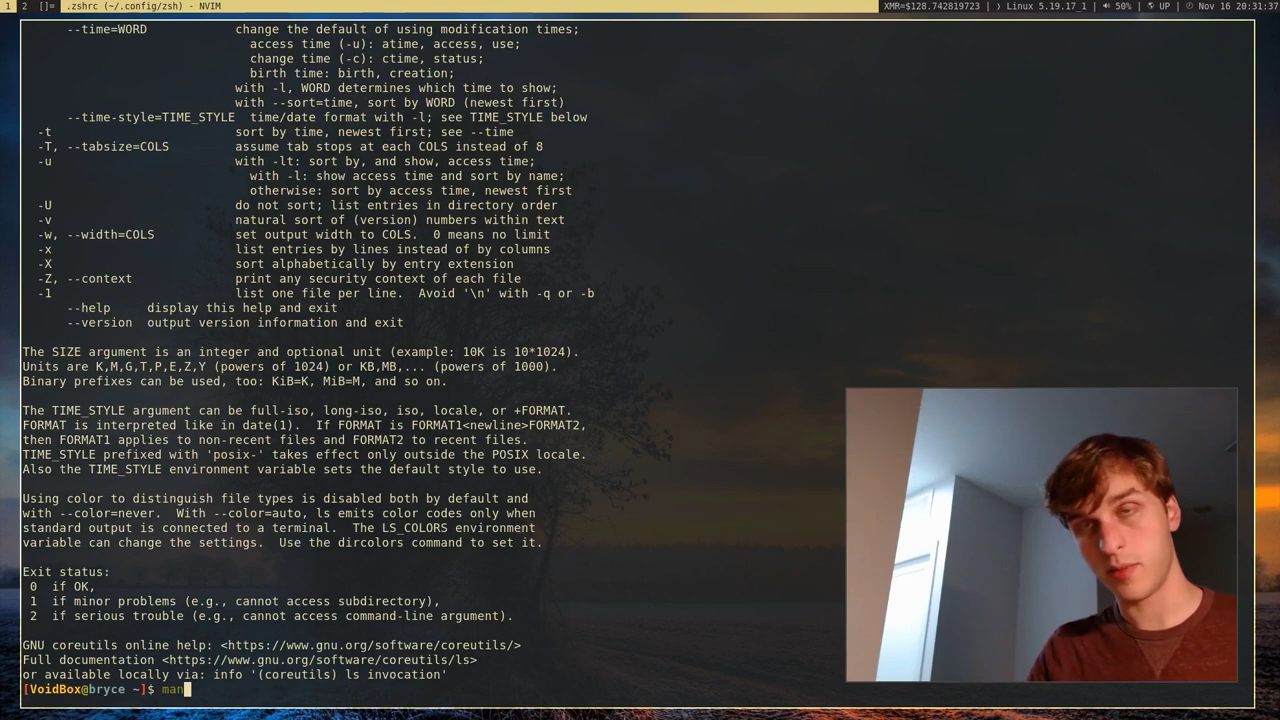 1 2 []= .zshrc (~/.config/zsh) - NVIM XMR=$128.742819723 | Linux 5.19.17_1 | 50% | UP | Nov 16 20:31:37
--time=WORD change the default of using modification times;
access time (-u): atime, access, use;
change time (-c): ctime, status;
birth time: birth, creation;
with -l, WORD determines which time to show;
with --sort=time, sort by WORD (newest first)
--time-style=TIME_STYLE time/date format with -l; see TIME_STYLE below
-t sort by time, newest first; see --time
-T, --tabsize=COLS assume tab stops at each COLS instead of 8
-u with -lt: sort by, and show, access time;
with -l: show access time and sort by name;
otherwise: sort by access time, newest first
-U do not sort; list entries in directory order
-v natural sort of (version) numbers within text
-w, --width=COLS set output width to COLS. 0 means no limit
-x list entries by lines instead of by columns
-X sort alphabetically by entry extension
-Z, --context print any security context of each file
-1 list one file per line. Avoid '\n' with -q or -b
--help display this help and exit
--version output version information and exit
The SIZE argument is an integer and optional unit (example: 10K is 10*1024).
Units are K,M,G,T,P,E,Z,Y (powers of 1024) or KB,MB,... (powers of 1000).
Binary prefixes can be used, too: KiB=K, MiB=M, and so on.
The TIME_STYLE argument can be full-iso, long-iso, iso, locale, or +FORMAT.
FORMAT is interpreted like in date(1). If FORMAT is FORMAT1<newline>FORMAT2,
then FORMAT1 applies to non-recent files and FORMAT2 to recent files.
TIME_STYLE prefixed with 'posix-' takes effect only outside the POSIX locale.
Also the TIME_STYLE environment variable sets the default style to use.
Using color to distinguish file types is disabled both by default and
with --color=never. With --color=auto, ls emits color codes only when
standard output is connected to a terminal. The LS_COLORS environment
variable can change the settings. Use the dircolors command to set it.
Exit status:
0 if OK,
1 if minor problems (e.g., cannot access subdirectory),
2 if serious trouble (e.g., cannot access command-line argument).
GNU coreutils online help: <https://www.gnu.org/software/coreutils/>
Full documentation <https://www.gnu.org/software/coreutils/ls>
or available locally via: info '(coreutils) ls invocation'
[VoidBox@bryce ~]$ man